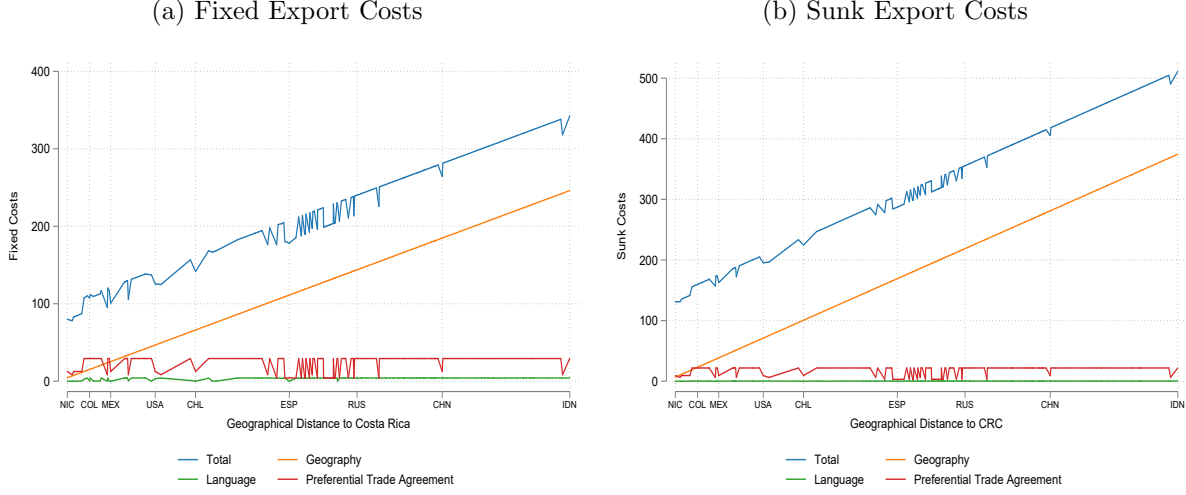 (a) Fixed Export Costs
400
300
200
100
0
Fixed Costs
NIC COL MEX USA CHL ESP RUS CHN IDN
Geographical Distance to Costa Rica
Total Geography
Language Preferential Trade Agreement
(b) Sunk Export Costs
500
400
300
200
100
0
Sunk Costs
NIC COL MEX USA CHL ESP RUS CHN IDN
Geographical Distance to CRC
Total Geography
Language Preferential Trade Agreement